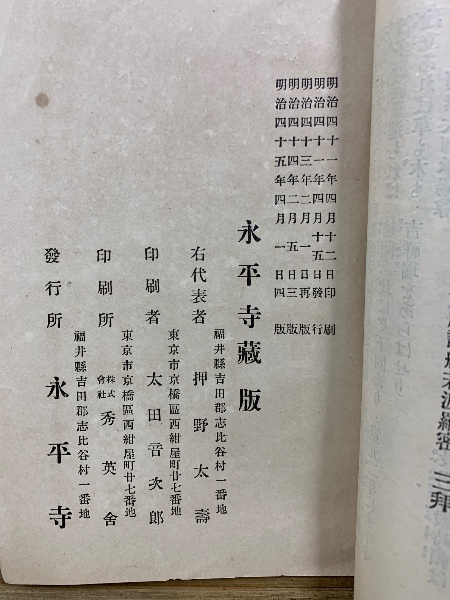 明治四十一年四月十二日印刷
明治四十一年四月十五日發行
明治四十三年二月一日再版
明治四十四年二月五日三版
明治四十五年四月一日四版
永平寺藏版
福井縣吉田郡志比谷村一番地
右代表者 押野太壽
東京市京橋區西紺屋町廿七番地
印刷者 太田音次郎
東京市京橋區西紺屋町廿七番地
印刷所 株式會社 秀英舍
福井縣吉田郡志比谷村一番地
發行所 永平寺